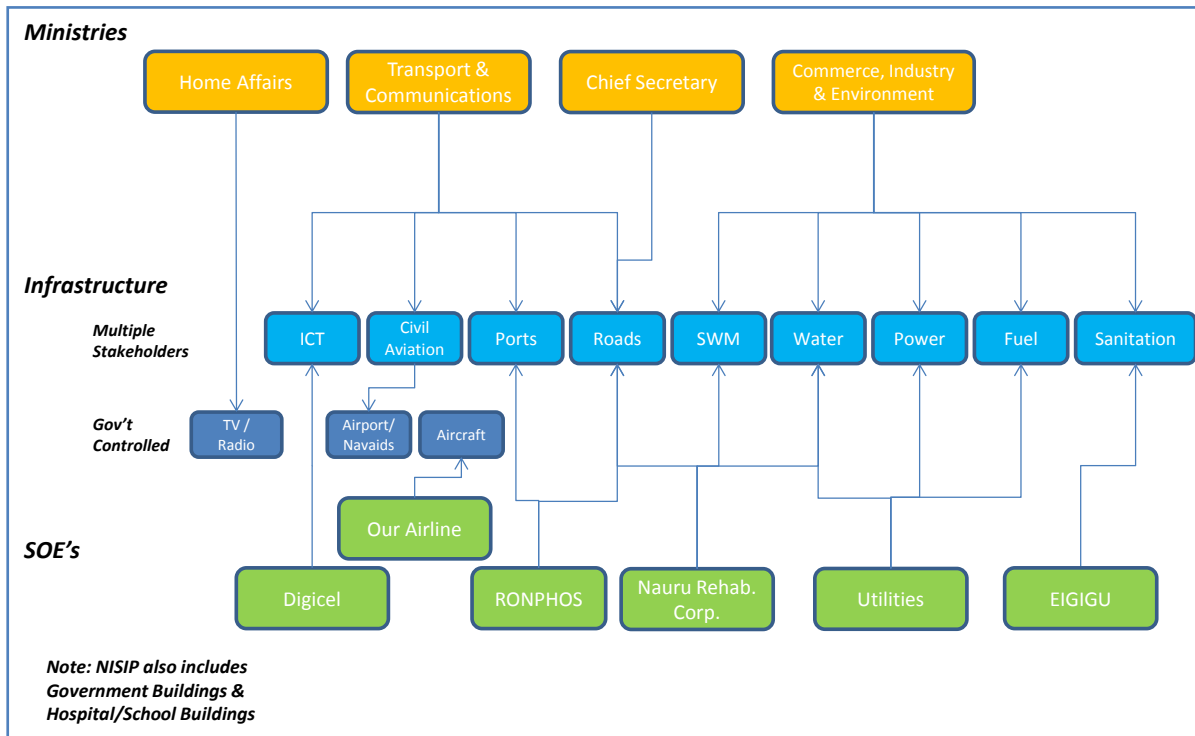 Ministries
Home Affairs
Transport &
Communications
Chief Secretary
Commerce, Industry
& Environment
Infrastructure
Multiple
Stakeholders
ICT
Civil
Aviation
Ports
Roads
SWM
Water
Power
Fuel
Sanitation
Gov't
Controlled
TV /
Radio
Airport/
Navaids
Aircraft
Our Airline
SOE's
Digicel
RONPHOS
Nauru Rehab.
Corp.
Utilities
EIGIGU
Note: NISIP also includes
Government Buildings &
Hospital/School Buildings